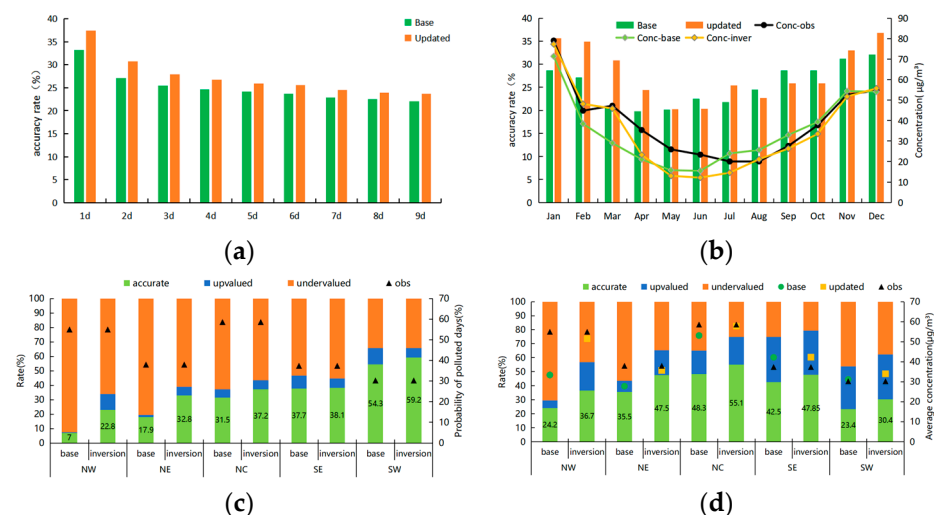 40
35
30
25
20
15
10
5
0
accuracy rate (%)
Base
Updated
1d 2d 3d 4d 5d 6d 7d 8d 9d
(a)
40
35
30
25
20
15
10
5
0
accuracy rate (%
Base updated Conc-obs
Conc-base Conc-inver
90
80
70
60
50
40
30
20
10
0
Concentration( μg/m³)
Jan Feb Mar Apr May Jun Jul Aug Sep Oct Nov Dec
(b)
accurate upvalued undervalued obs
100
90
80
70
60
50
40
30
20
10
0
Rate(%)
70
60
50
40
30
20
10
0
Probability of polluted days(%)
7 22.8 17.9 32.8 31.5 37.2 37.7 38.1 54.3 59.2
base inversion base inversion base inversion base inversion base inversion
NW NE NC SE SW
(c)
accurate upvalued undervalued base updated obs
100
90
80
70
60
50
40
30
20
10
0
Rate(%)
70
60
50
40
30
20
10
0
Average concentration(μg/m³)
24.2 36.7 35.5 47.5 48.3 55.1 42.5 47.85 23.4 30.4
base inversion base inversion base inversion base inversion base inversion
NW NE NC SE SW
(d)